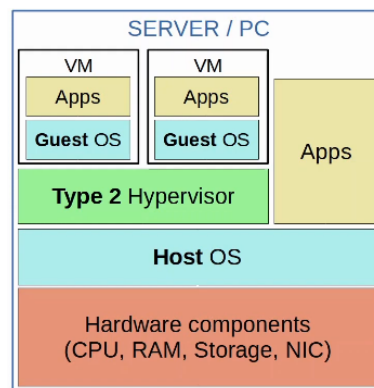 SERVER / PC
VM
Apps
Guest OS
VM
Apps
Guest OS
Apps
Type 2 Hypervisor
Host OS
Hardware components
(CPU, RAM, Storage, NIC)